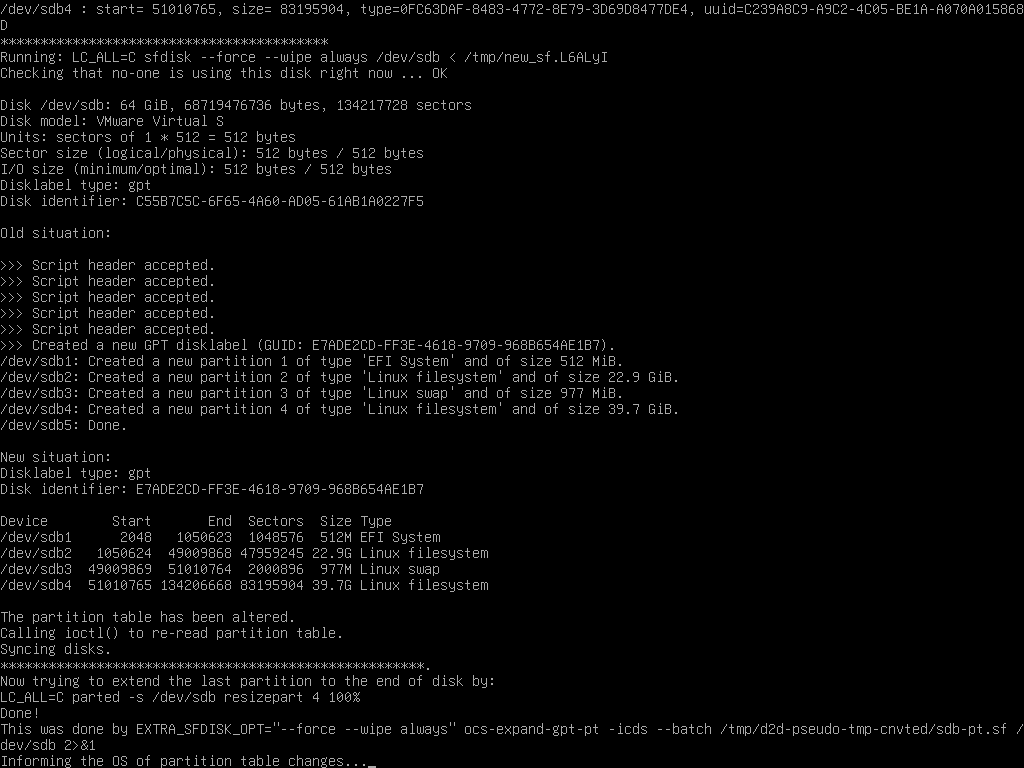 /dev/sdb4 : start= 51010765, size= 83195904, type=0FC63DAF-8483-4772-8E79-3D69D8477DE4, uuid=C239A8C9-A9C2-4C05-BE1A-A070A015868
D
*****************************************
Running: LC_ALL=C sfdisk --force --wipe always /dev/sdb < /tmp/new_sf.L6ALyI
Checking that no-one is using this disk right now ... OK

Disk /dev/sdb: 64 GiB, 68719476736 bytes, 134217728 sectors
Disk model: VMware Virtual S
Units: sectors of 1 * 512 = 512 bytes
Sector size (logical/physical): 512 bytes / 512 bytes
I/O size (minimum/optimal): 512 bytes / 512 bytes
Disklabel type: gpt
Disk identifier: C55B7C5C-6F65-4A60-AD05-61AB1A0227F5

Old situation:

>>> Script header accepted.
>>> Script header accepted.
>>> Script header accepted.
>>> Script header accepted.
>>> Script header accepted.
>>> Created a new GPT disklabel (GUID: E7ADE2CD-FF3E-4618-9709-968B654AE1B7).
/dev/sdb1: Created a new partition 1 of type 'EFI System' and of size 512 MiB.
/dev/sdb2: Created a new partition 2 of type 'Linux filesystem' and of size 22.9 GiB.
/dev/sdb3: Created a new partition 3 of type 'Linux swap' and of size 977 MiB.
/dev/sdb4: Created a new partition 4 of type 'Linux filesystem' and of size 39.7 GiB.
/dev/sdb5: Done.

New situation:
Disklabel type: gpt
Disk identifier: E7ADE2CD-FF3E-4618-9709-968B654AE1B7

Device        Start       End  Sectors  Size Type
/dev/sdb1      2048   1050623  1048576  512M EFI System
/dev/sdb2   1050624  49009868 47959245 22.9G Linux filesystem
/dev/sdb3  49009869  51010764  2000896  977M Linux swap
/dev/sdb4  51010765 134206668 83195904 39.7G Linux filesystem

The partition table has been altered.
Calling ioctl() to re-read partition table.
Syncing disks.
*****************************************************.
Now trying to extend the last partition to the end of disk by:
LC_ALL=C parted -s /dev/sdb resizepart 4 100%
Done!
This was done by EXTRA_SFDISK_OPT="--force --wipe always" ocs-expand-gpt-pt -icds --batch /tmp/d2d-pseudo-tmp-cnvted/sdb-pt.sf /
dev/sdb 2>&1
Informing the OS of partition table changes..._